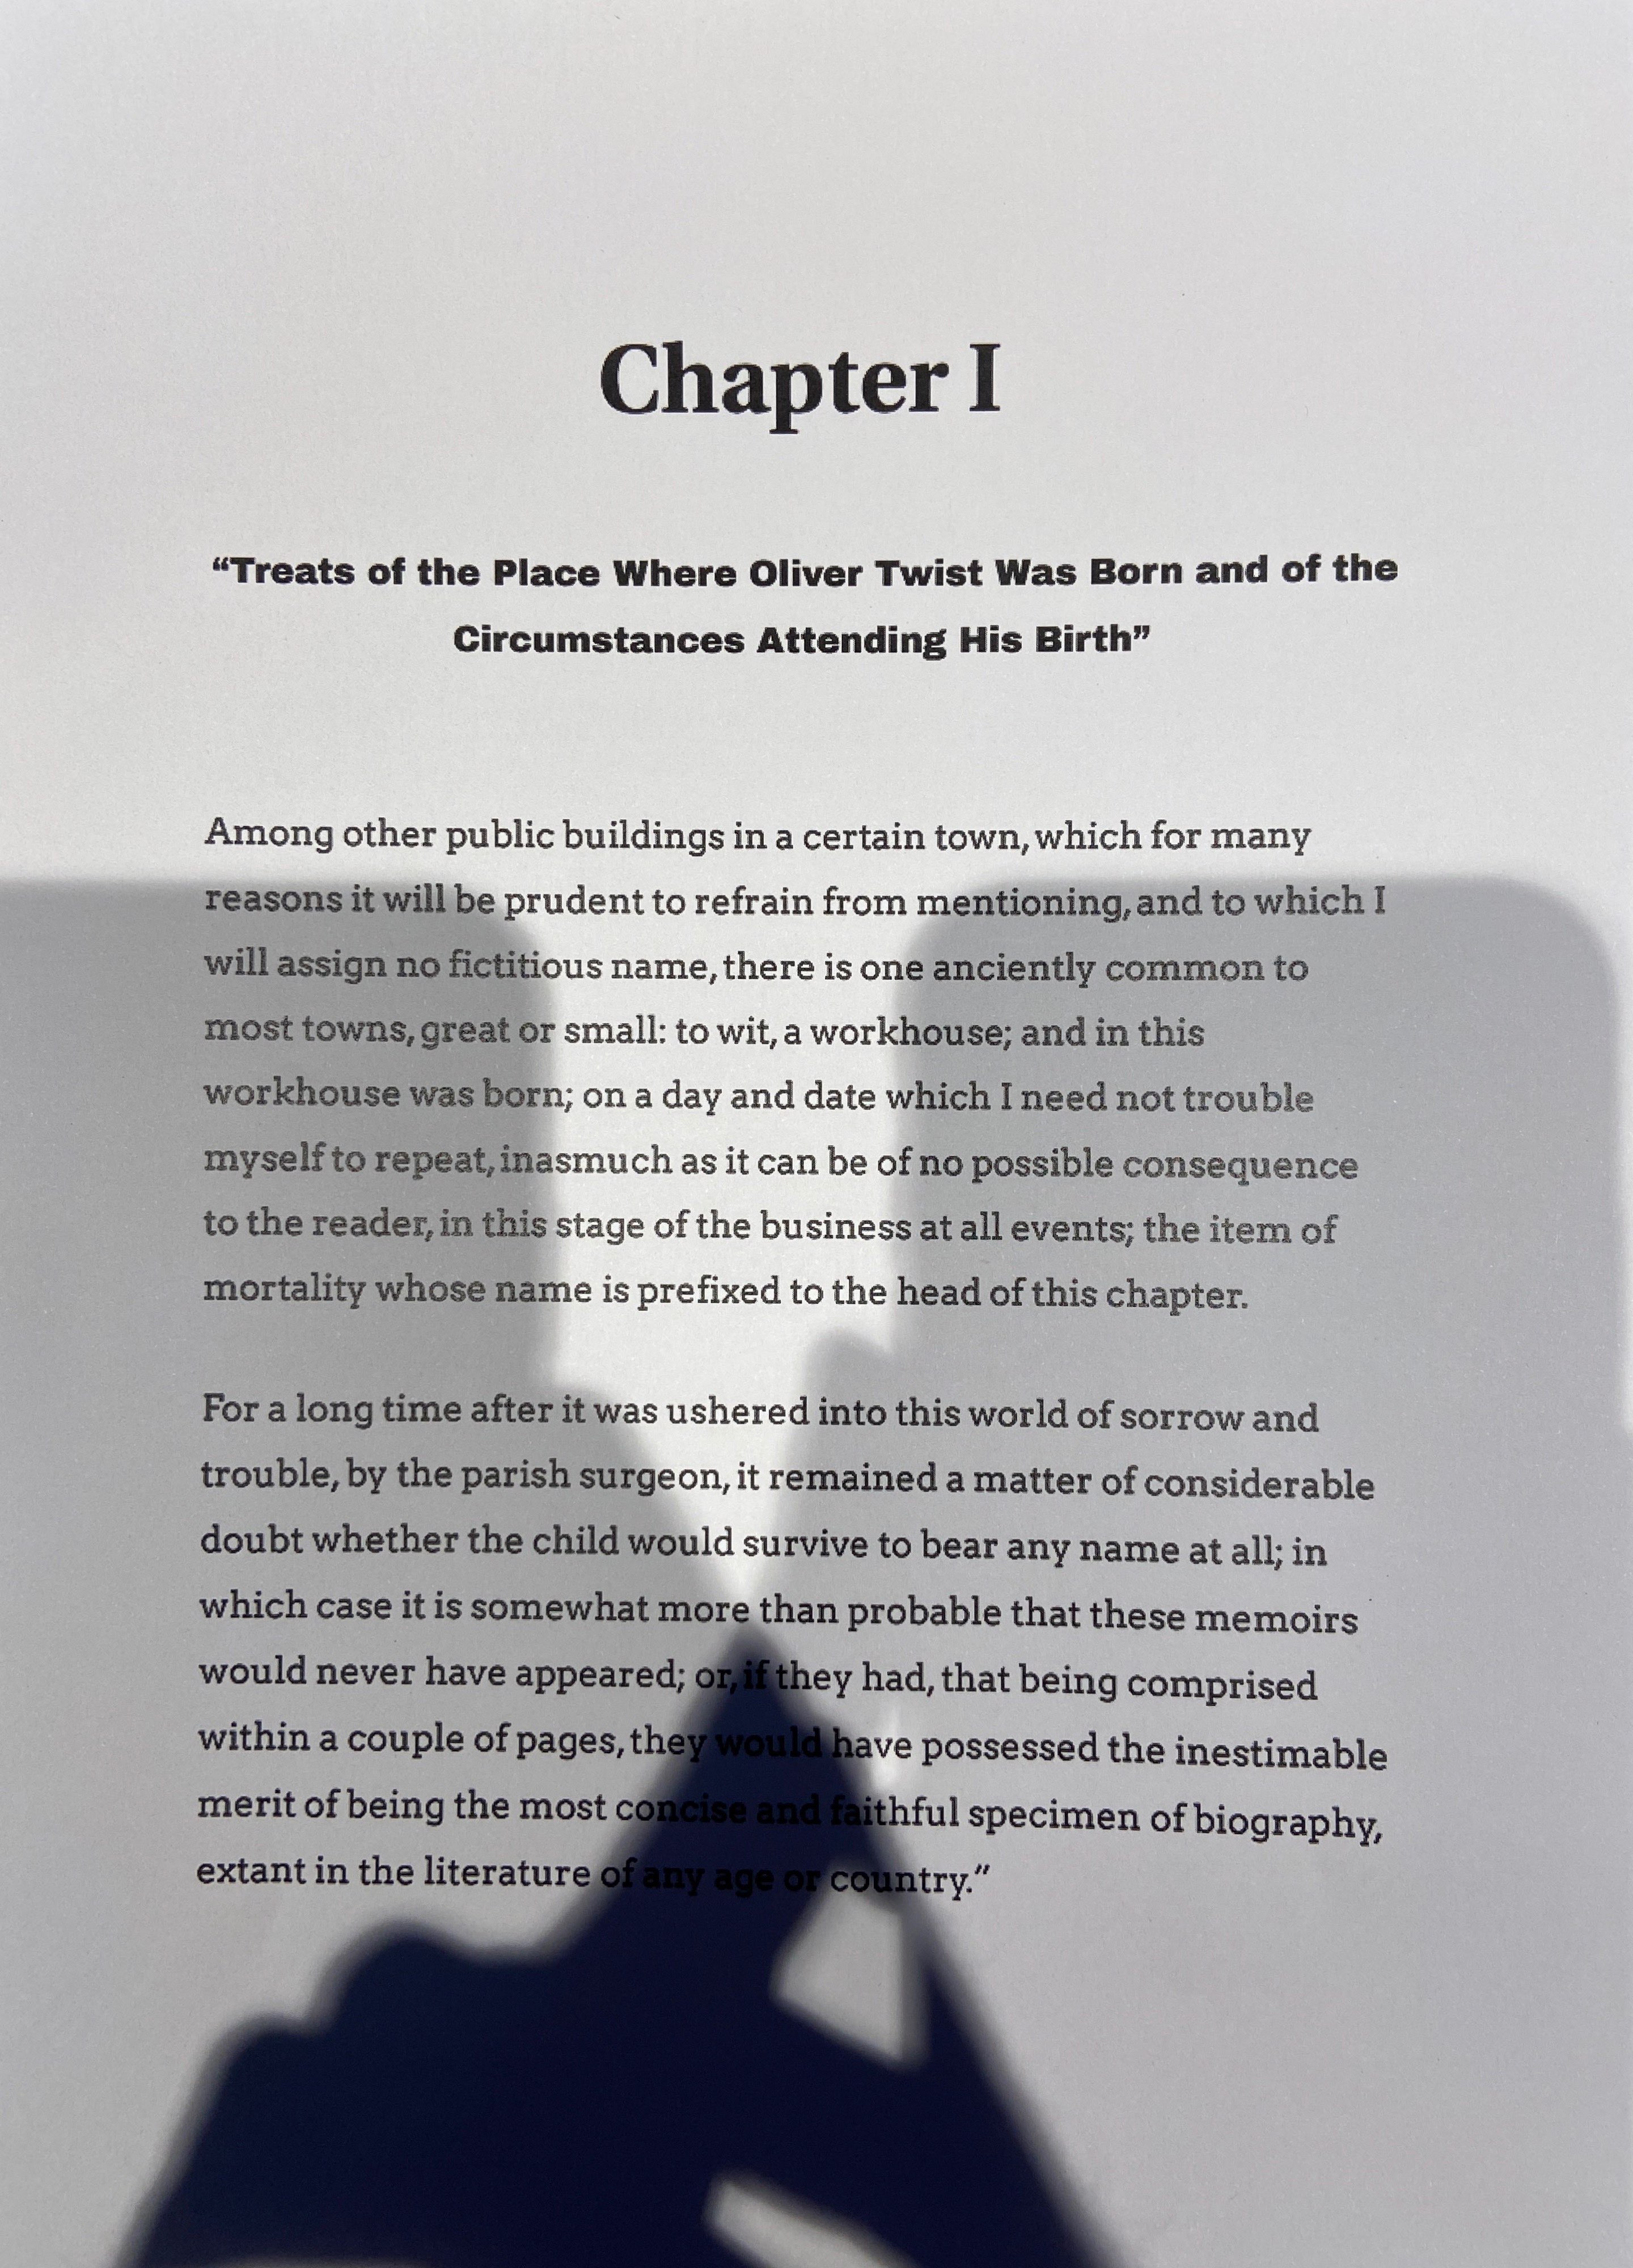 Chapter I
“Treats of the Place Where Oliver Twist Was Born and of the
Circumstances Attending His Birth”
Among other public buildings in a certain town, which for many
reasons it will be prudent to refrain from mentioning, and to which I
will assign no fictitious name, there is one anciently common to
most towns, great or small: to wit, a workhouse; and in this
workhouse was born; on a day and date which I need not trouble
myself to repeat, inasmuch as it can be of no possible consequence
to the reader, in this stage of the business at all events; the item of
mortality whose name is prefixed to the head of this chapter.
For a long time after it was ushered into this world of sorrow and
trouble, by the parish surgeon, it remained a matter of considerable
doubt whether the child would survive to bear any name at all; in
which case it is somewhat more than probable that these memoirs
would never have appeared; or, if they had, that being comprised
within a couple of pages, they would have possessed the inestimable
merit of being the most concise and faithful specimen of biography,
extant in the literature of any age or country.”